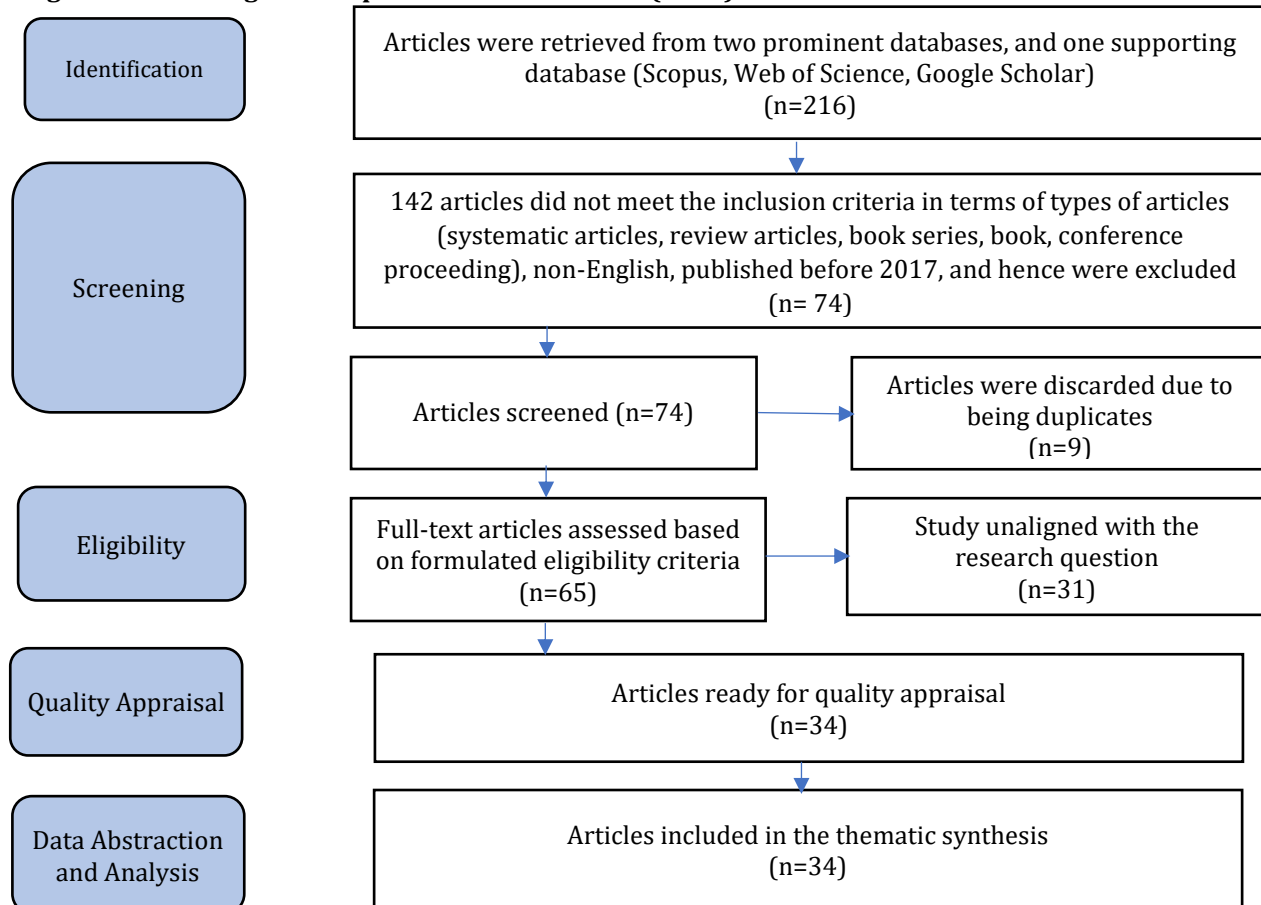 Identification
Articles were retrieved from two prominent databases, and one supporting
database (Scopus, Web of Science, Google Scholar)
(n=216)
Screening
142 articles did not meet the inclusion criteria in terms of types of articles
(systematic articles, review articles, book series, book, conference
proceeding), non-English, published before 2017, and hence were excluded
(n= 74)
Articles screened (n=74)
Articles were discarded due to
being duplicates
(n=9)
Eligibility
Full-text articles assessed based
on formulated eligibility criteria
(n=65)
Study unaligned with the
research question
(n=31)
Quality Appraisal
Articles ready for quality appraisal
(n=34)
Data Abstraction
and Analysis
Articles included in the thematic synthesis
(n=34)